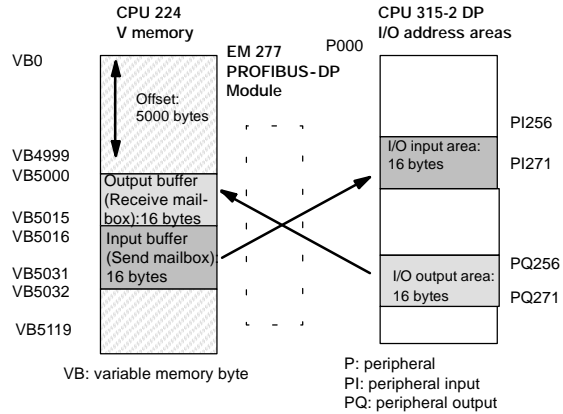 CPU 224
V memory
VB0
Offset:
5000 bytes
VB4999
VB5000
Output buffer
(Receive mail-
box):16 bytes
VB5015
VB5016
Input buffer
(Send mailbox):
16 bytes
VB5031
VB5032
VB5119
VB: variable memory byte
EM 277
PROFIBUS-DP
Module
CPU 315-2 DP
I/O address areas
P000
PI256
I/O input area:
16 bytes
PI271
PQ256
I/O output area:
16 bytes
PQ271
P: peripheral
PI: peripheral input
PQ: peripheral output